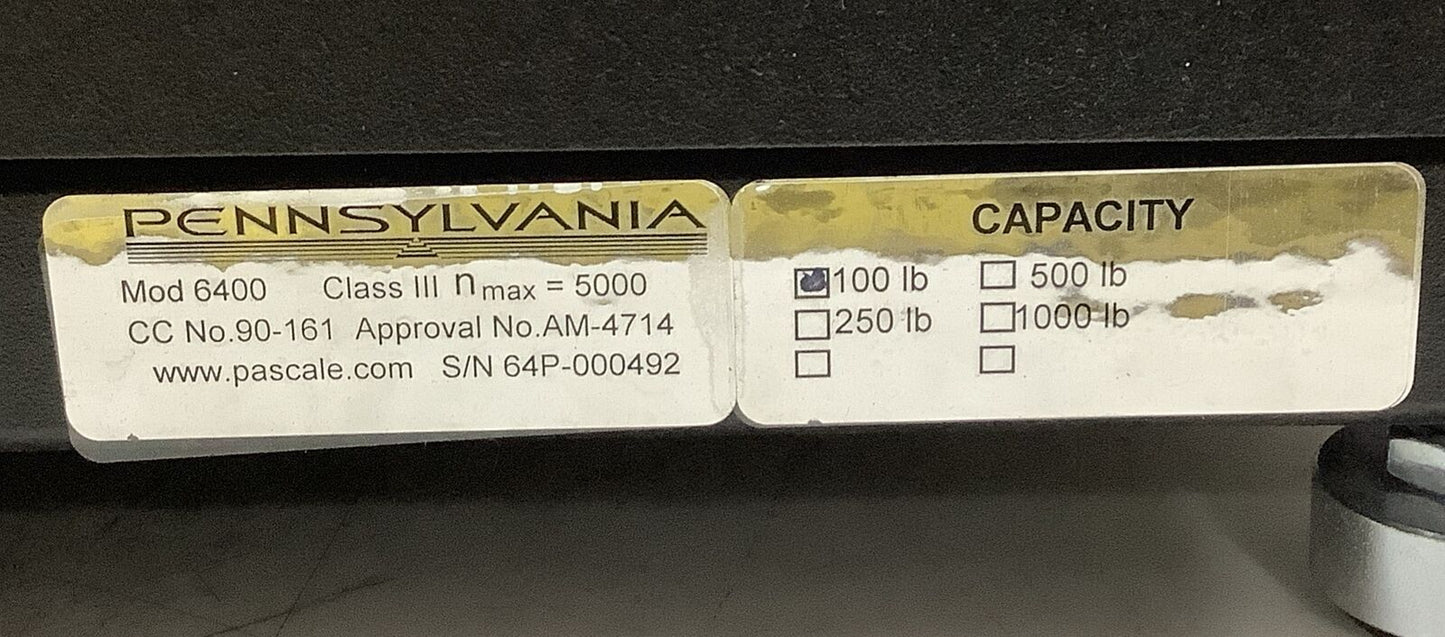 PENNSYLVANIA
Mod 6400 Class III n max = 5000
CC No.90-161 Approval No.AM-4714
www.pascale.com S/N 64P-000492
CAPACITY
100 lb 500 lb
250 lb 1000 lb